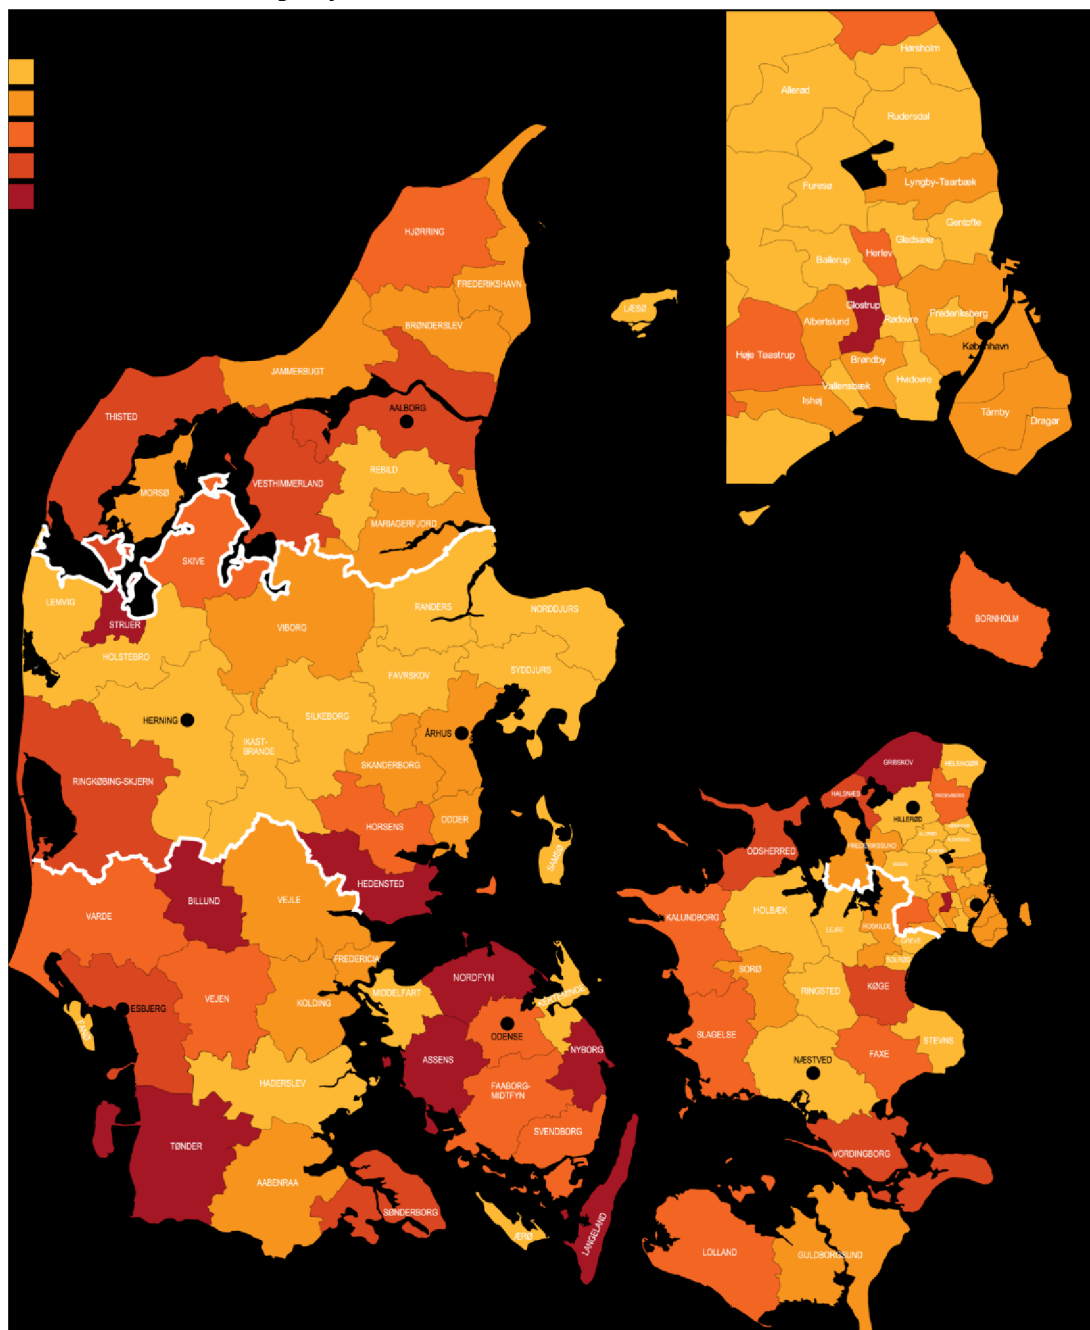 Hørsholm
Allerød
Rudersdal
Furesø
Lyngby-Taarbæk
Gentofte
Gladsaxe
Ballerup
Herlev
Glostrup
Albertslund
Rødovre
Frederiksberg
København
Høje Taastrup
Brøndby
Vallensbæk
Hvidovre
Ishøj
Tårnby
Dragør
HJØRRING
FREDERIKSHAVN
LÆSØ
BRØNDERSLEV
JAMMERBUGT
THISTED
AALBORG
REBILD
VESTHIMMERLAND
MORSØ
MARIAGERFJORD
SKIVE
LEMVIG
STRUER
VIBORG
RANDERS
NORDDJURS
HOLSTEBRO
FAVRSKOV
SYDDJURS
BORNHOLM
HERNING
SILKEBORG
IKAST-
BRANDE
ÅRHUS
SKANDERBORG
RINGKØBING-SKJERN
HORSENS
ODDER
SAMSØ
HEDENSTED
BILLUND
VEJLE
VARDE
FREDERICIA
GRIBSKOV
HELSINGØR
HALSNÆS
HILLERØD
FREDERIKSSUND
ODSHERRED
HOLBÆK
KALUNDBORG
LEJRE
ROSKILDE
GREVE
SOLRØD
SORØ
RINGSTED
KØGE
SLAGELSE
STEVNS
FAXE
NÆSTVED
NORDFYN
MIDDELFART
KERTEMINDE
ESBJERG
VEJEN
KOLDING
FANØ
ODENSE
ASSENS
NYBORG
HADERSLEV
FAABORG-
MIDTFYN
SVENDBORG
TØNDER
AABENRAA
SØNDERBORG
ÆRØ
LANGELAND
VORDINGBORG
LOLLAND
GULDBORGSUND